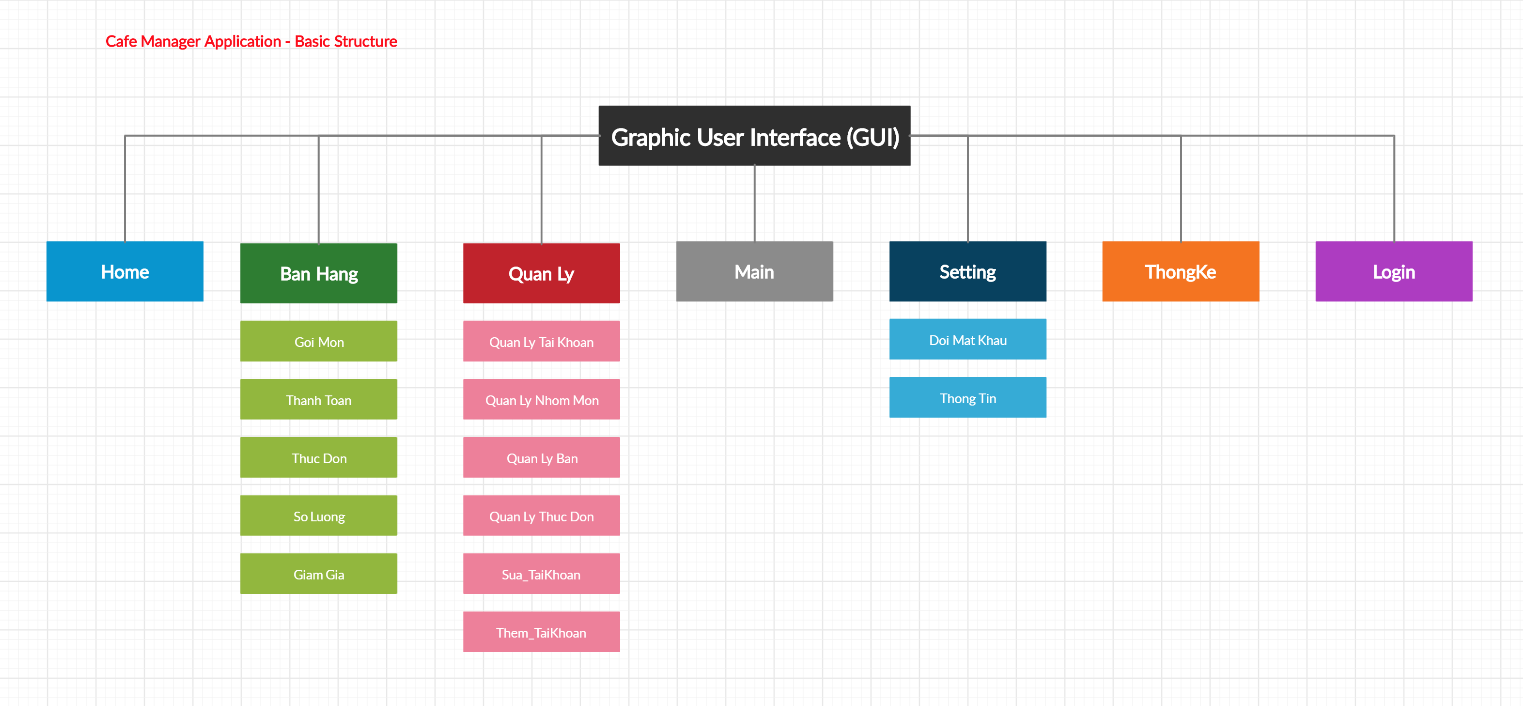 Cafe Manager Application - Basic Structure
Graphic User Interface (GUI)
Home
Ban Hang
Quan Ly
Main
Setting
ThongKe
Login
Goi Mon
Thanh Toan
Thuc Don
So Luong
Giam Gia
Quan Ly Tai Khoan
Quan Ly Nhom Mon
Quan Ly Ban
Quan Ly Thuc Don
Sua_TaiKhoan
Them_TaiKhoan
Doi Mat Khau
Thong Tin